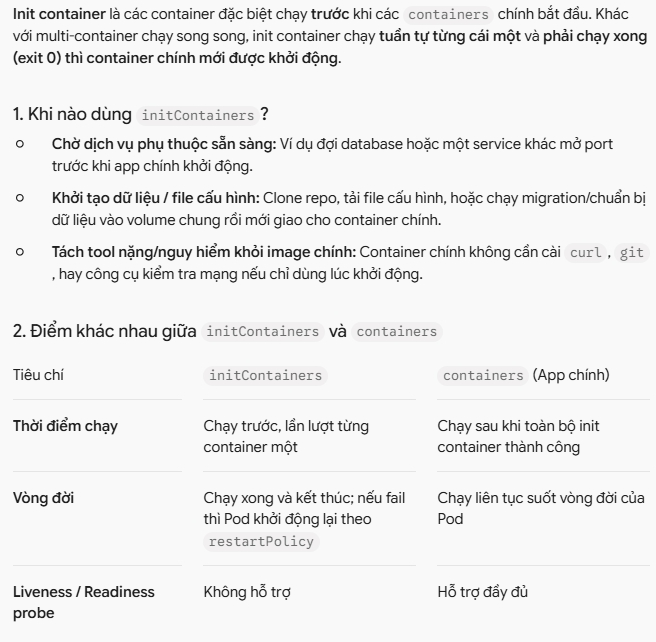 Init container là các container đặc biệt chạy trước khi các containers chính bắt đầu. Khác
với multi-container chạy song song, init container chạy tuần tự từng cái một và phải chạy xong
(exit 0) thì container chính mới được khởi động.
1. Khi nào dùng initContainers ?
Chờ dịch vụ phụ thuộc sẵn sàng: Ví dụ đợi database hoặc một service khác mở port
trước khi app chính khởi động.
Khởi tạo dữ liệu / file cấu hình: Clone repo, tải file cấu hình, hoặc chạy migration/chuẩn bị
dữ liệu vào volume chung rồi mới giao cho container chính.
Tách tool nặng/nguy hiểm khỏi image chính: Container chính không cần cài curl , git
, hay công cụ kiểm tra mạng nếu chỉ dùng lúc khởi động.
2. Điểm khác nhau giữa initContainers và containers
Tiêu chí initContainers containers (App chính)
Thời điểm chạy Chạy trước, lần lượt từng Chạy sau khi toàn bộ init
container một container thành công
Vòng đời Chạy xong và kết thúc; nếu fail Chạy liên tục suốt vòng đời của
thì Pod khởi động lại theo Pod
restartPolicy
Liveness / Readiness Không hỗ trợ Hỗ trợ đầy đủ
probe